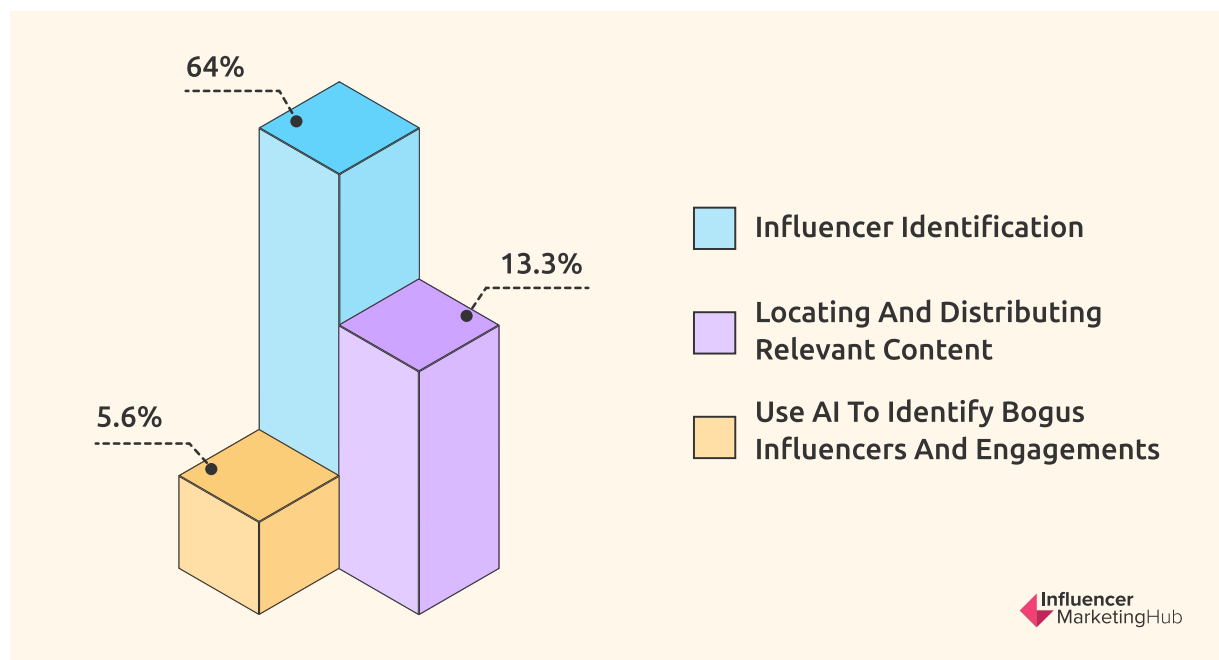 64%
13.3%
5.6%
Influencer Identification
Locating And Distributing
Relevant Content
Use AI To Identify Bogus
Influencers And Engagements
Influencer
MarketingHub